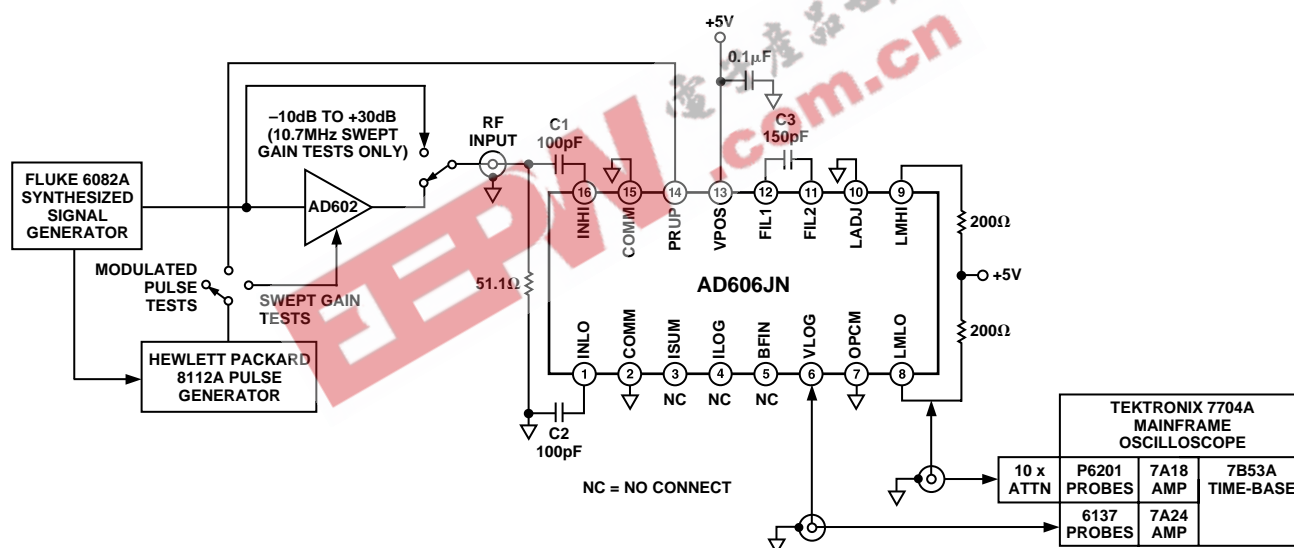 +5V
0.1µF
–10dB TO +30dB
(10.7MHz SWEPT
GAIN TESTS ONLY)
RF
INPUT
C1
100pF
C3
150pF
FLUKE 6082A
SYNTHESIZED
SIGNAL
GENERATOR
AD602
16
15
14
13
12
11
10
9
INHI
COMM
PRUP
VPOS
FIL1
FIL2
LADJ
LMHI
200Ω
+5V
200Ω
MODULATED
PULSE
TESTS
SWEPT GAIN
TESTS
51.1Ω
AD606JN
HEWLETT PACKARD
8112A PULSE
GENERATOR
INLO
COMM
ISUM
ILOG
BFIN
VLOG
OPCM
LMLO
1
2
3
4
5
6
7
8
NC
NC
NC
C2
100pF
NC = NO CONNECT
TEKTRONIX 7704A
MAINFRAME
OSCILLOSCOPE
10 x
ATTN
P6201
PROBES
7A18
AMP
7B53A
TIME-BASE
6137
PROBES
7A24
AMP
EEPW
.com.cn
電子產品